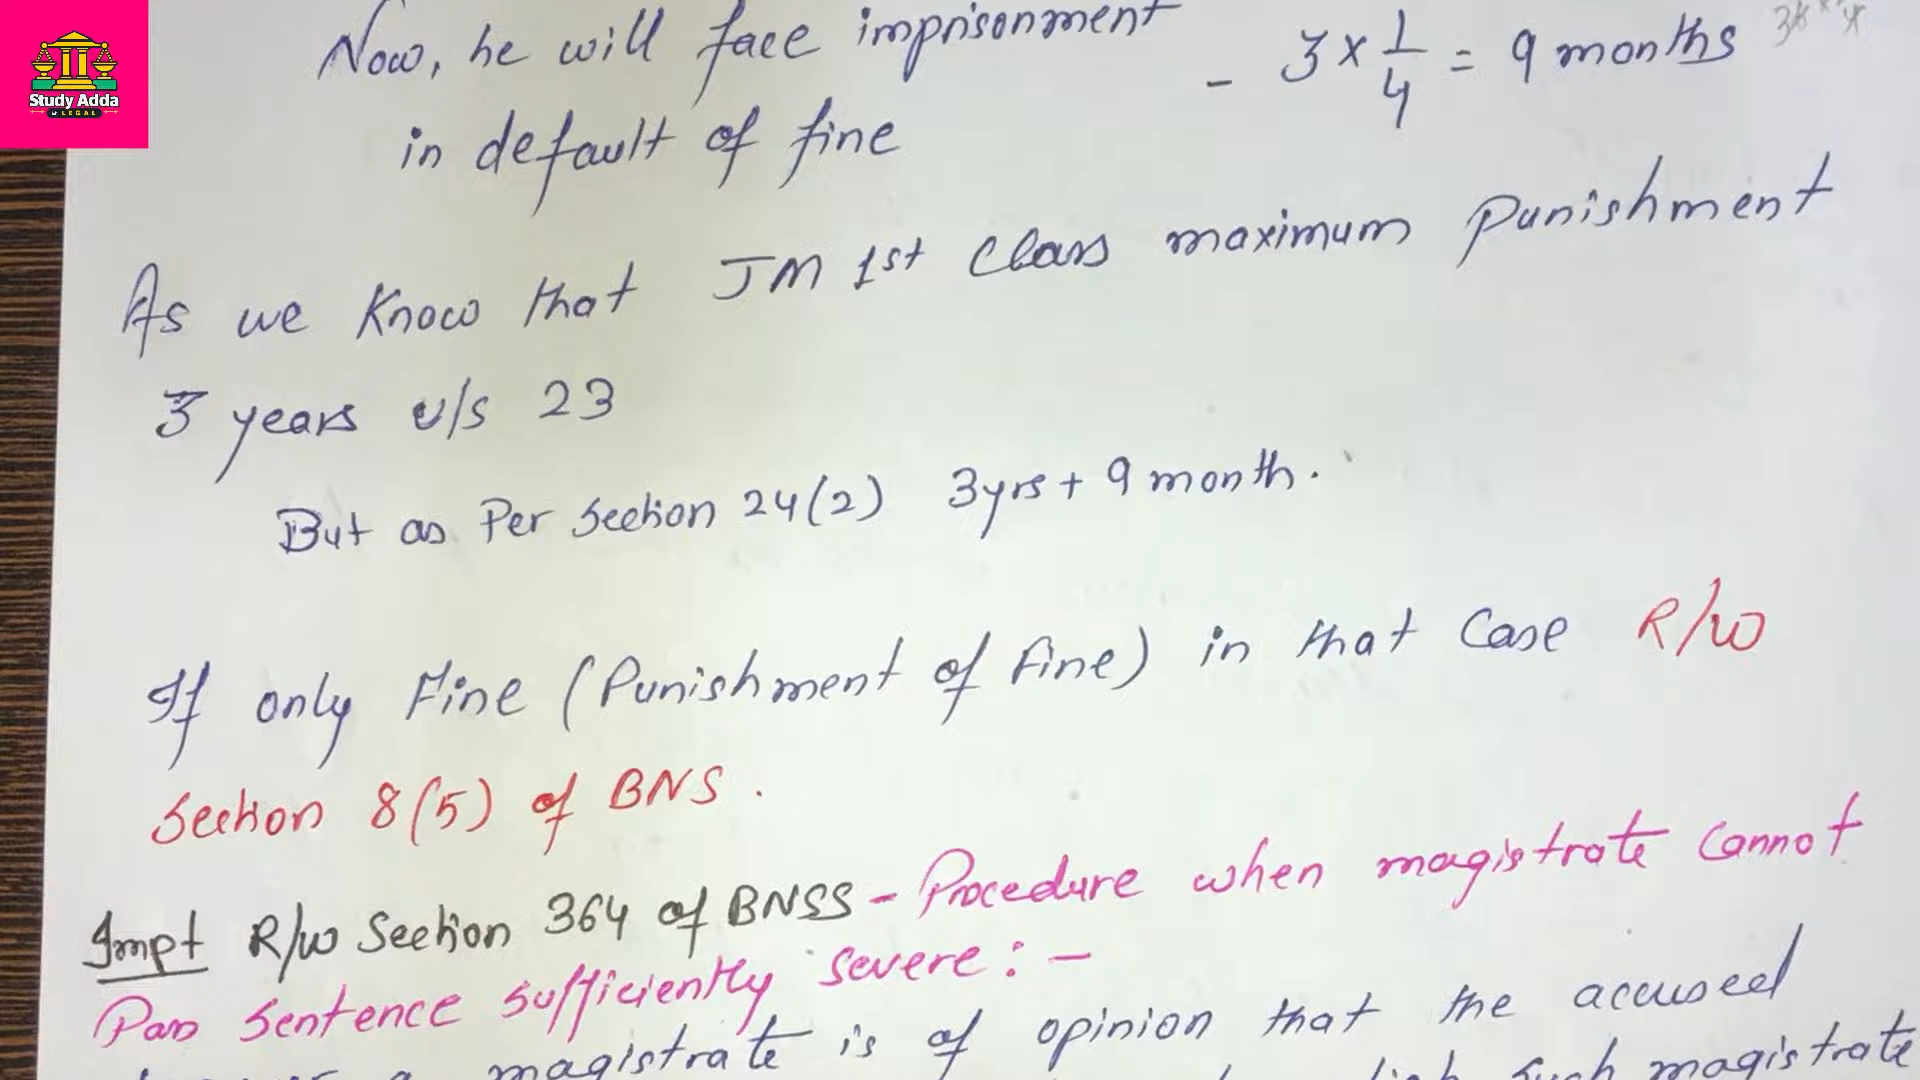 Study Adda
LEGAL
Now, he will face imprisonment - 3 x 1/4 = 9 months
in default of fine
As we know that JM 1st Class maximum punishment
3 years u/s 23
But as Per section 24(2) 3yrs + 9 month.
If only Fine (Punishment of fine) in that Case R/w
Section 8(5) of BNS.
Impt R/w Section 364 of BNSS - Procedure when magistrate cannot
Pass sentence sufficiently severe : -
magistrate is of opinion that the accused
such magistrate